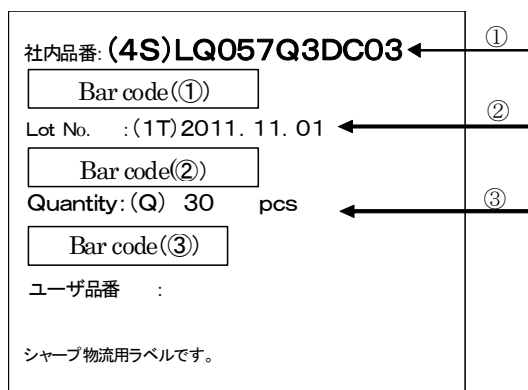 社内品番:(4S)LQ057Q3DC03
①
Bar code(①)
②
Lot No. :(1T)2011. 11. 01
Bar code(②)
③
Quantity:(Q) 30 pcs
Bar code(③)
ユーザ品番 :
シャープ物流用ラベルです。